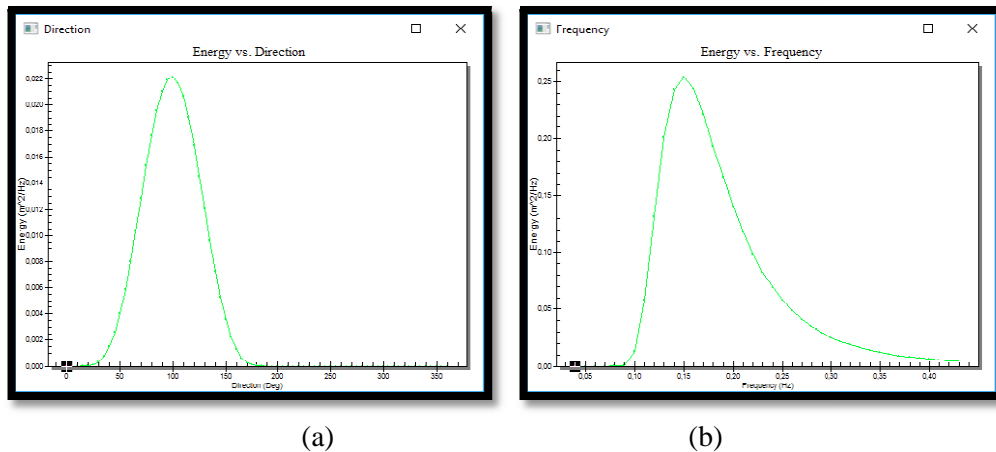 Direction
Energy vs. Direction
Energy (m^2/Hz)
0,022
0,020
0,018
0,016
0,014
0,012
0,010
0,008
0,006
0,004
0,002
0,000
0 50 100 150 200 250 300 350
Direction (Deg)
(a)
Frequency
Energy vs. Frequency
Energy (m^2/Hz)
0,25
0,20
0,15
0,10
0,05
0,00
0,05 0,10 0,15 0,20 0,25 0,30 0,35 0,40
Frequency (Hz)
(b)